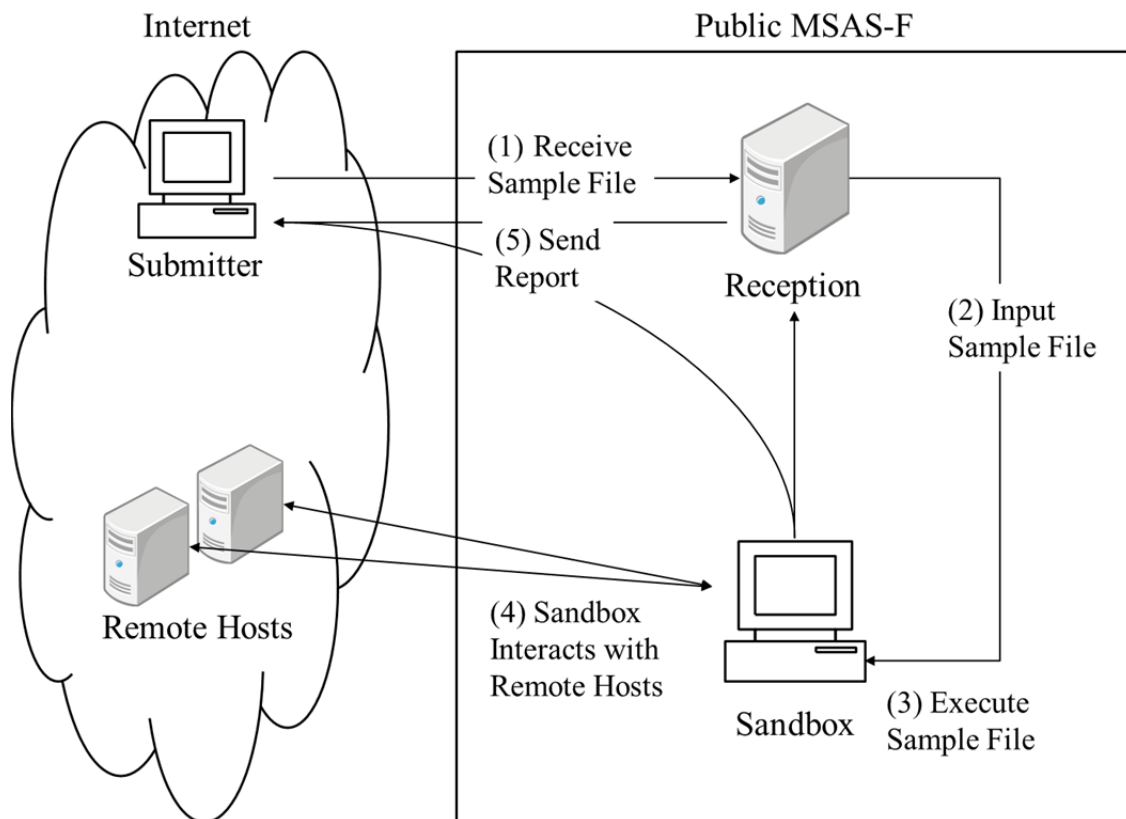 Internet
Public MSAS-F
(1) Receive
Sample File
(5) Send
Report
Submitter
Reception
(2) Input
Sample File
Remote Hosts
(4) Sandbox
Interacts with
Remote Hosts
Sandbox
(3) Execute
Sample File